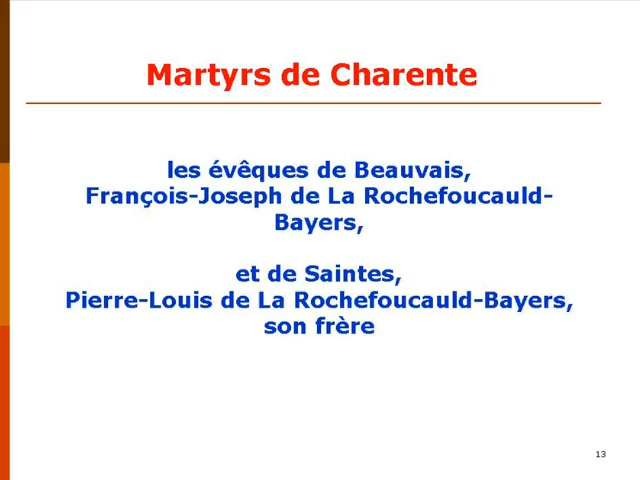 Martyrs de Charente
les évêques de Beauvais,
François-Joseph de La Rochefoucauld-
Bayers,
et de Saintes,
Pierre-Louis de La Rochefoucauld-Bayers,
son frère
13